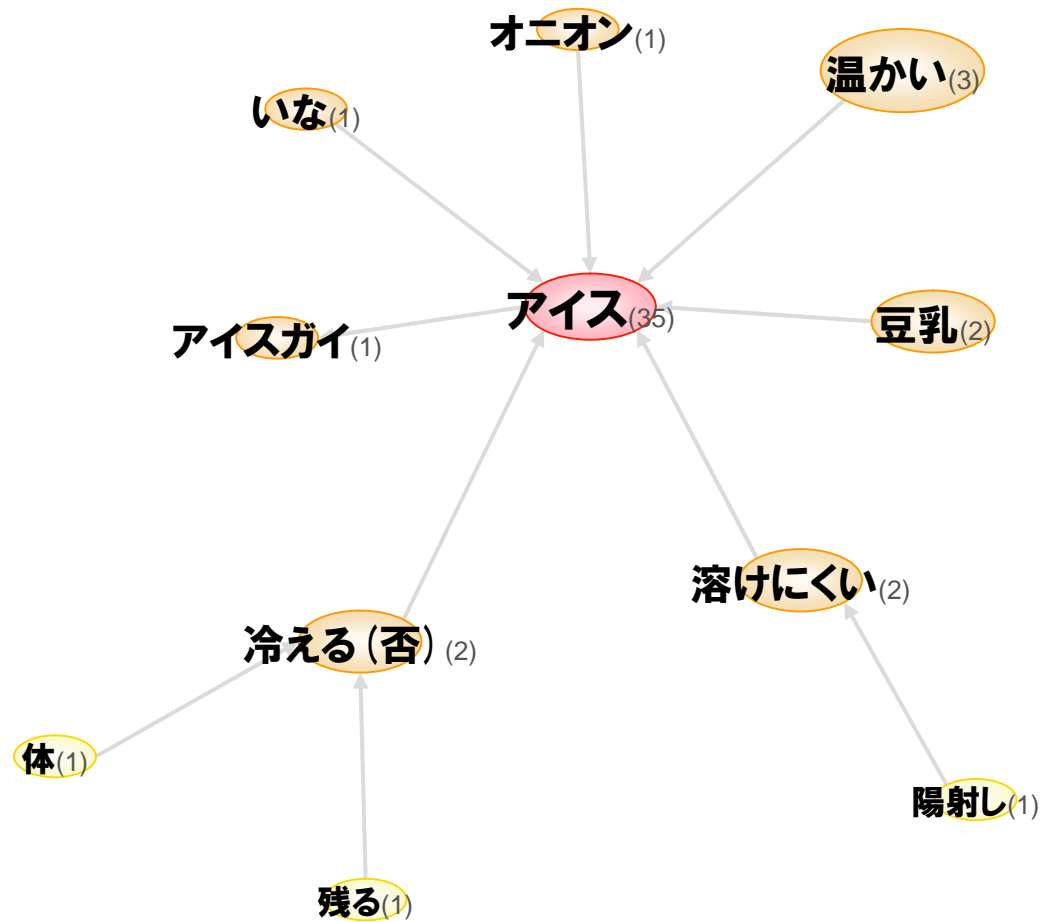 オニオン(1)
温かい(3)
いな(1)
アイス(35)
豆乳(2)
アイスガイ(1)
溶けにくい(2)
冷える(否)(2)
体(1)
陽射し(1)
残る(1)